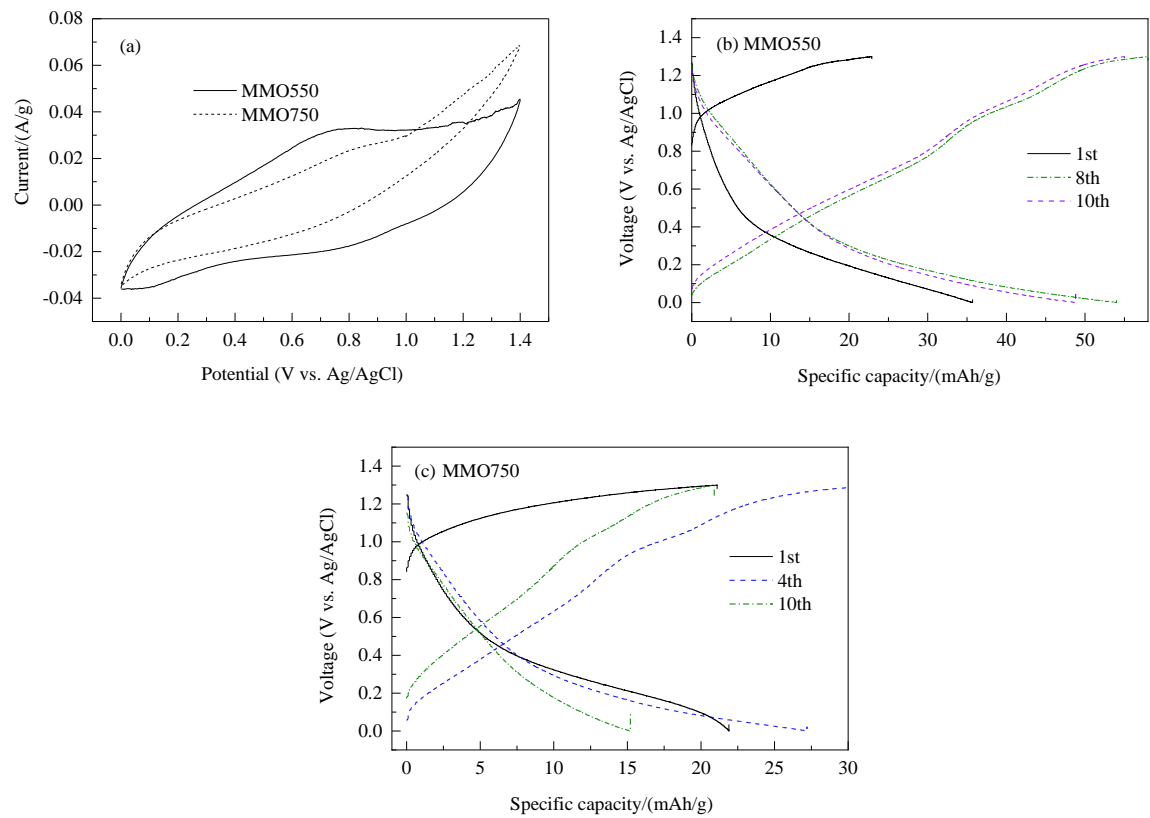 0.08
0.06
0.04
0.02
0.00
-0.02
-0.04
Current/(A/g)
(a)
MMO550
MMO750
0.0 0.2 0.4 0.6 0.8 1.0 1.2 1.4
Potential (V vs. Ag/AgCl)
1.4
1.2
1.0
0.8
0.6
0.4
0.2
0.0
Voltage (V vs. Ag/AgCl)
(b) MMO550
1st
8th
10th
0 10 20 30 40 50
Specific capacity/(mAh/g)
1.4
1.2
1.0
0.8
0.6
0.4
0.2
0.0
Voltage (V vs. Ag/AgCl)
(c) MMO750
1st
4th
10th
0 5 10 15 20 25 30
Specific capacity/(mAh/g)